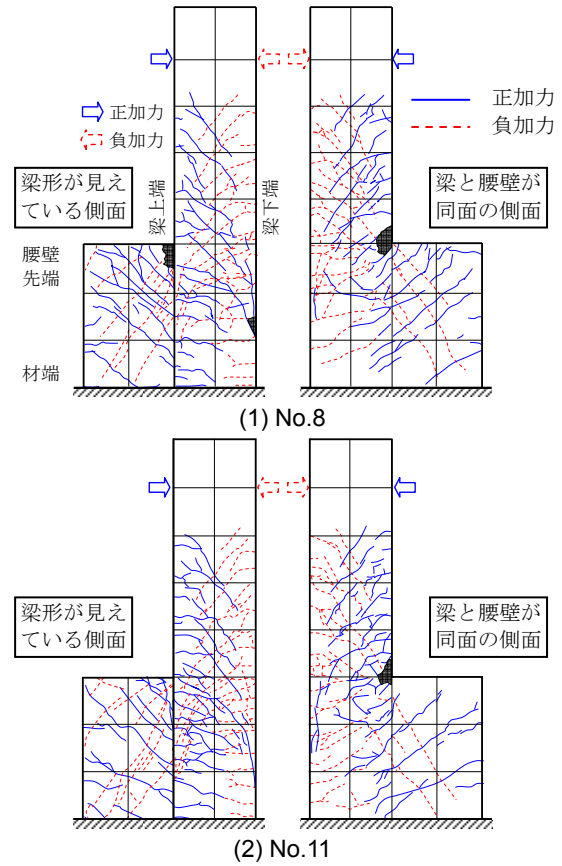 正加力
負加力
正加力
負加力
梁形が見え
ている側面
梁上端
梁下端
梁と腰壁が
同面の側面
腰壁
先端
材端
(1) No.8
梁形が見え
ている側面
梁と腰壁が
同面の側面
(2) No.11